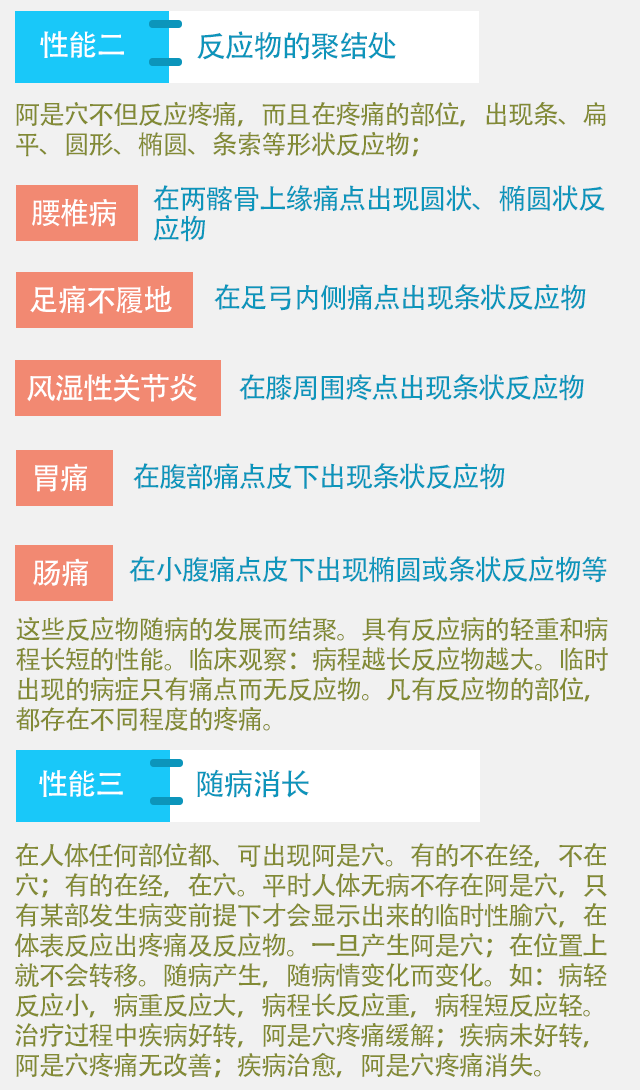 性能二
反应物的聚结处
阿是穴不但反应疼痛，而且在疼痛的部位，出现条、扁
平、圆形、椭圆、条索等形状反应物；
腰椎病
在两髂骨上缘痛点出现圆状、椭圆状反
应物
足痛不履地
在足弓内侧痛点出现条状反应物
风湿性关节炎
在膝周围疼点出现条状反应物
胃痛
在腹部痛点皮下出现条状反应物
肠痛
在小腹痛点皮下出现椭圆或条状反应物等
这些反应物随病的发展而结聚。具有反应病的轻重和病
程长短的性能。临床观察：病程越长反应物越大。临时
出现的病症只有痛点而无反应物。凡有反应物的部位，
都存在不同程度的疼痛。
性能三
随病消长
在人体任何部位都、可出现阿是穴。有的不在经，不在
穴；有的在经，在穴。平时人体无病不存在阿是穴，只
有某部发生病变前提下才会显示出来的临时性腧穴，在
体表反应出疼痛及反应物。一旦产生阿是穴；在位置上
就不会转移。随病产生，随病情变化而变化。如：病轻
反应小，病重反应大，病程长反应重，病程短反应轻。
治疗过程中疾病好转，阿是穴疼痛缓解；疾病未好转，
阿是穴疼痛无改善；疾病治愈，阿是穴疼痛消失。